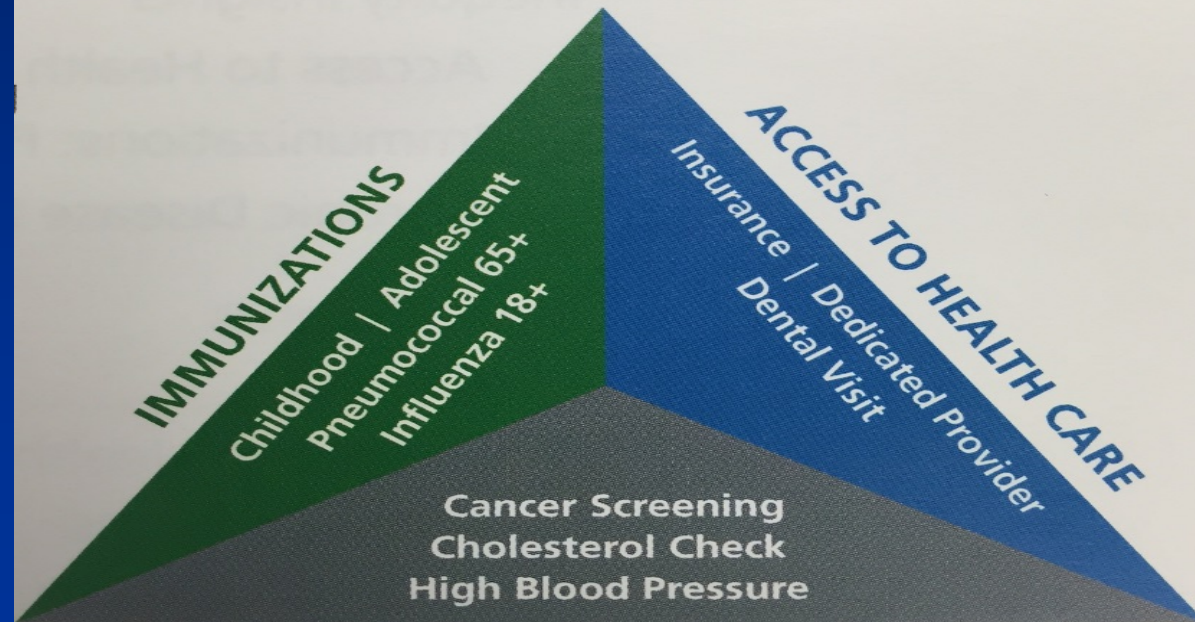 IMMUNIZATIONS
Childhood | Adolescent
Pneumococcal 65+
Influenza 18+
ACCESS TO HEALTH CARE
Insurance | Dedicated Provider
Dental Visit
Cancer Screening
Cholesterol Check
High Blood Pressure